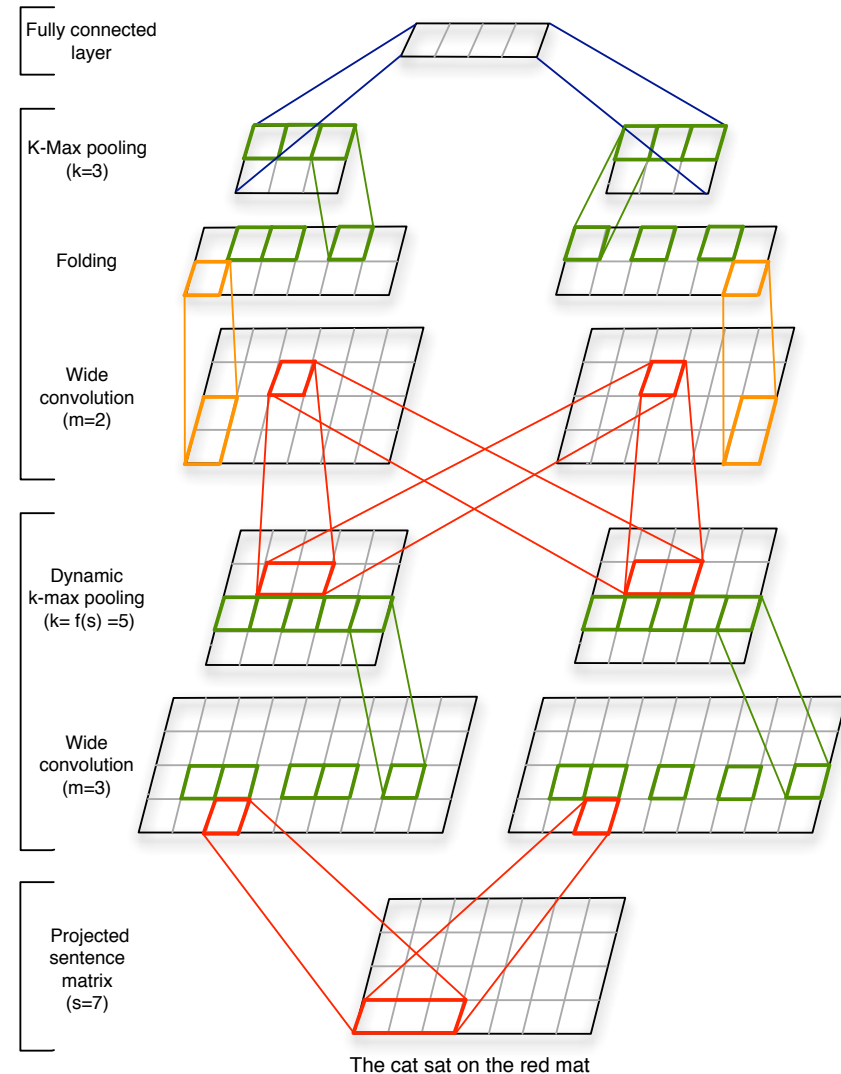 Fully connected
layer
K-Max pooling
(k=3)
Folding
Wide
convolution
(m=2)
Dynamic
k-max pooling
(k= f(s) =5)
Wide
convolution
(m=3)
Projected
sentence
matrix
(s=7)
The cat sat on the red mat